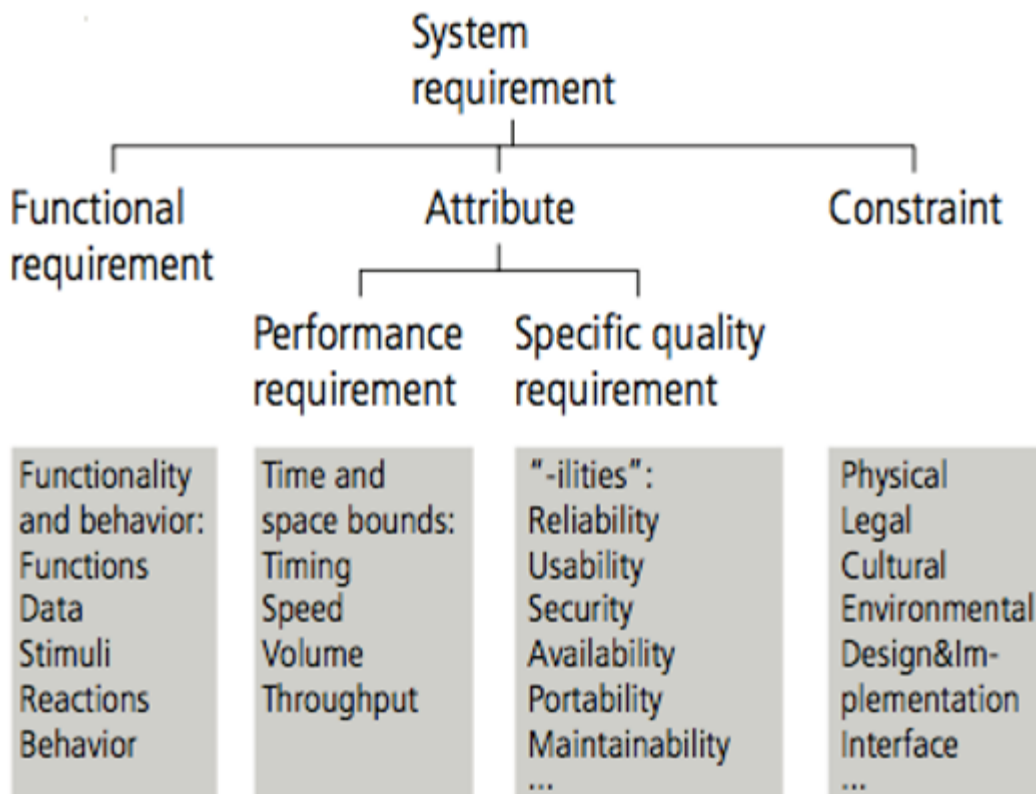 System
requirement
Functional
requirement
Attribute
Constraint
Performance
requirement
Specific quality
requirement
Functionality
and behavior:
Functions
Data
Stimuli
Reactions
Behavior
Time and
space bounds:
Timing
Speed
Volume
Throughput
“-ilities”:
Reliability
Usability
Security
Availability
Portability
Maintainability
...
Physical
Legal
Cultural
Environmental
Design&Im-
plementation
Interface
...